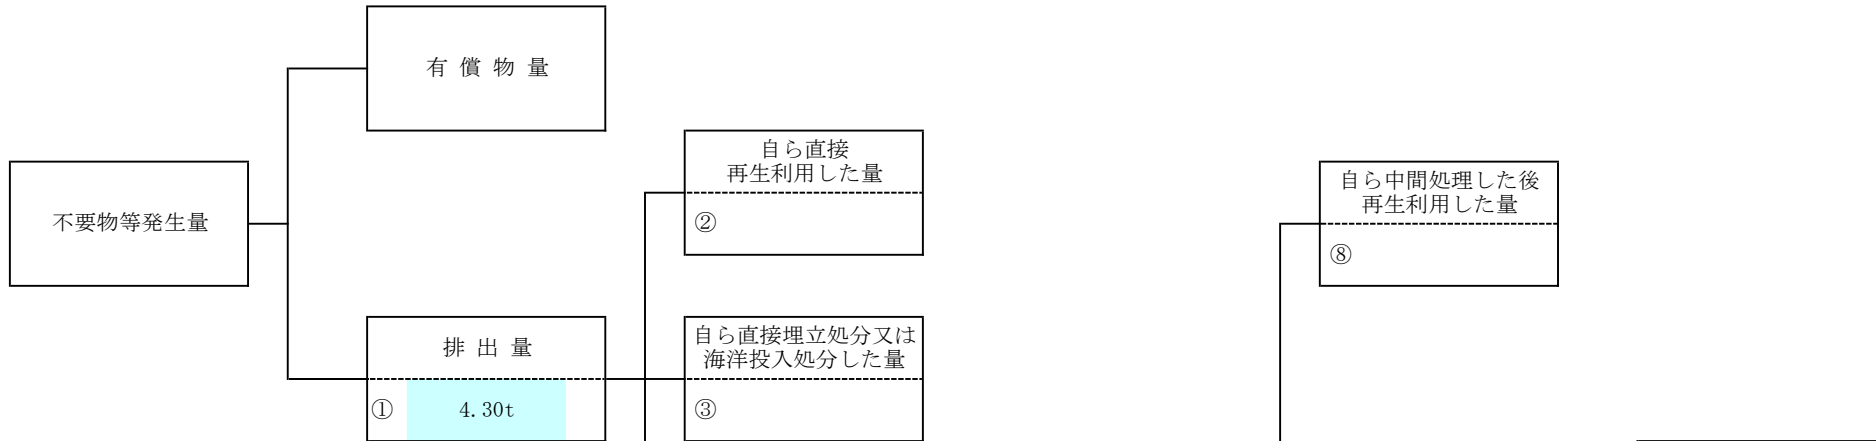 有 償 物 量
自ら直接
再生利用した量
②
自ら中間処理した後
再生利用した量
⑧
不要物等発生量
排 出 量
① 4.30t
自ら直接埋立処分又は
海洋投入処分した量
③